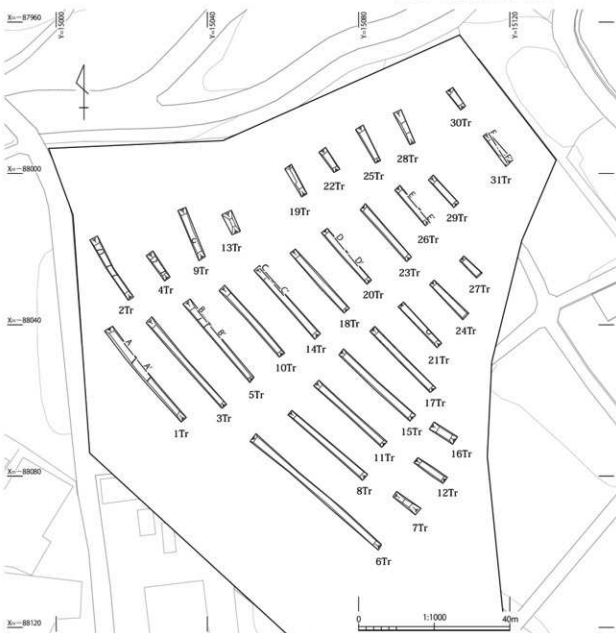 X=-87960
Y=15000
Y=15040
Y=15080
Y=15120
30Tr
28Tr
25Tr
31Tr
22Tr
X=-88000
19Tr
29Tr
E
E'
26Tr
13Tr
9Tr
D
D'
23Tr
27Tr
4Tr
2Tr
C
C'
20Tr
18Tr
24Tr
X=-88040
B
B'
14Tr
21Tr
10Tr
A
A'
5Tr
17Tr
3Tr
15Tr
1Tr
16Tr
11Tr
X=-88080
8Tr
12Tr
7Tr
6Tr
1:1000
0
40m
X=-88120